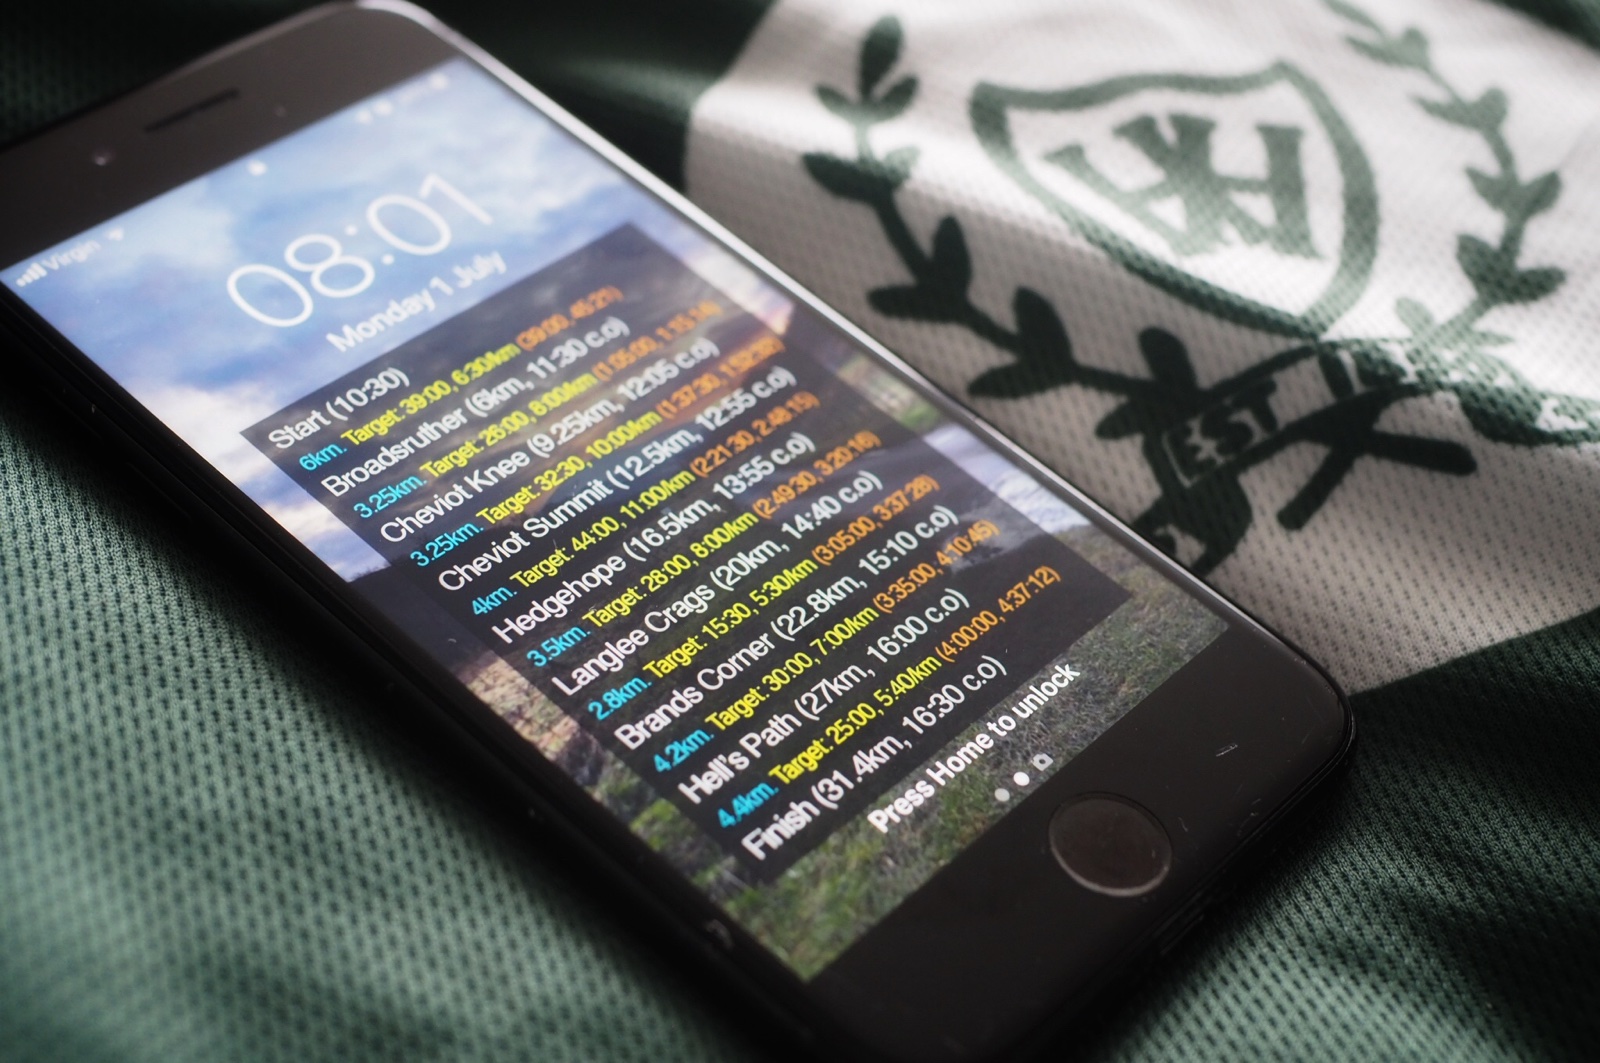 Virgin
08:01
Monday 1 July
Start (10:30)
6km. Target: 39:00, 6:30/km (39:00, 45:21)
Broadsruther (6km, 11:30 c.o)
3.25km. Target: 26:00, 8:00/km (1:05:00, 1:15:14)
Cheviot Knee (9.25km, 12:05 c.o)
3.25km. Target: 32:30, 10:00/km (1:37:30, 1:52:39)
Cheviot Summit (12.5km, 12:55 c.o)
4km. Target: 44:00, 11:00/km (2:21:30, 2:48:15)
Hedgehope (16.5km, 13:55 c.o)
3.5km. Target: 28:00, 8:00/km (2:49:30, 3:20:16)
Langlee Crags (20km, 14:40 c.o)
2.8km. Target: 15:30, 5:30/km (3:05:00, 3:37:28)
Brands Corner (22.8km, 15:10 c.o)
4.2km. Target: 30:00, 7:00/km (3:35:00, 4:10:45)
Hell's Path (27km, 16:00 c.o)
4.4km. Target: 25:00, 5:40/km (4:00:00, 4:37:12)
Finish (31.4km, 16:30 c.o)
Press Home to unlock
EST